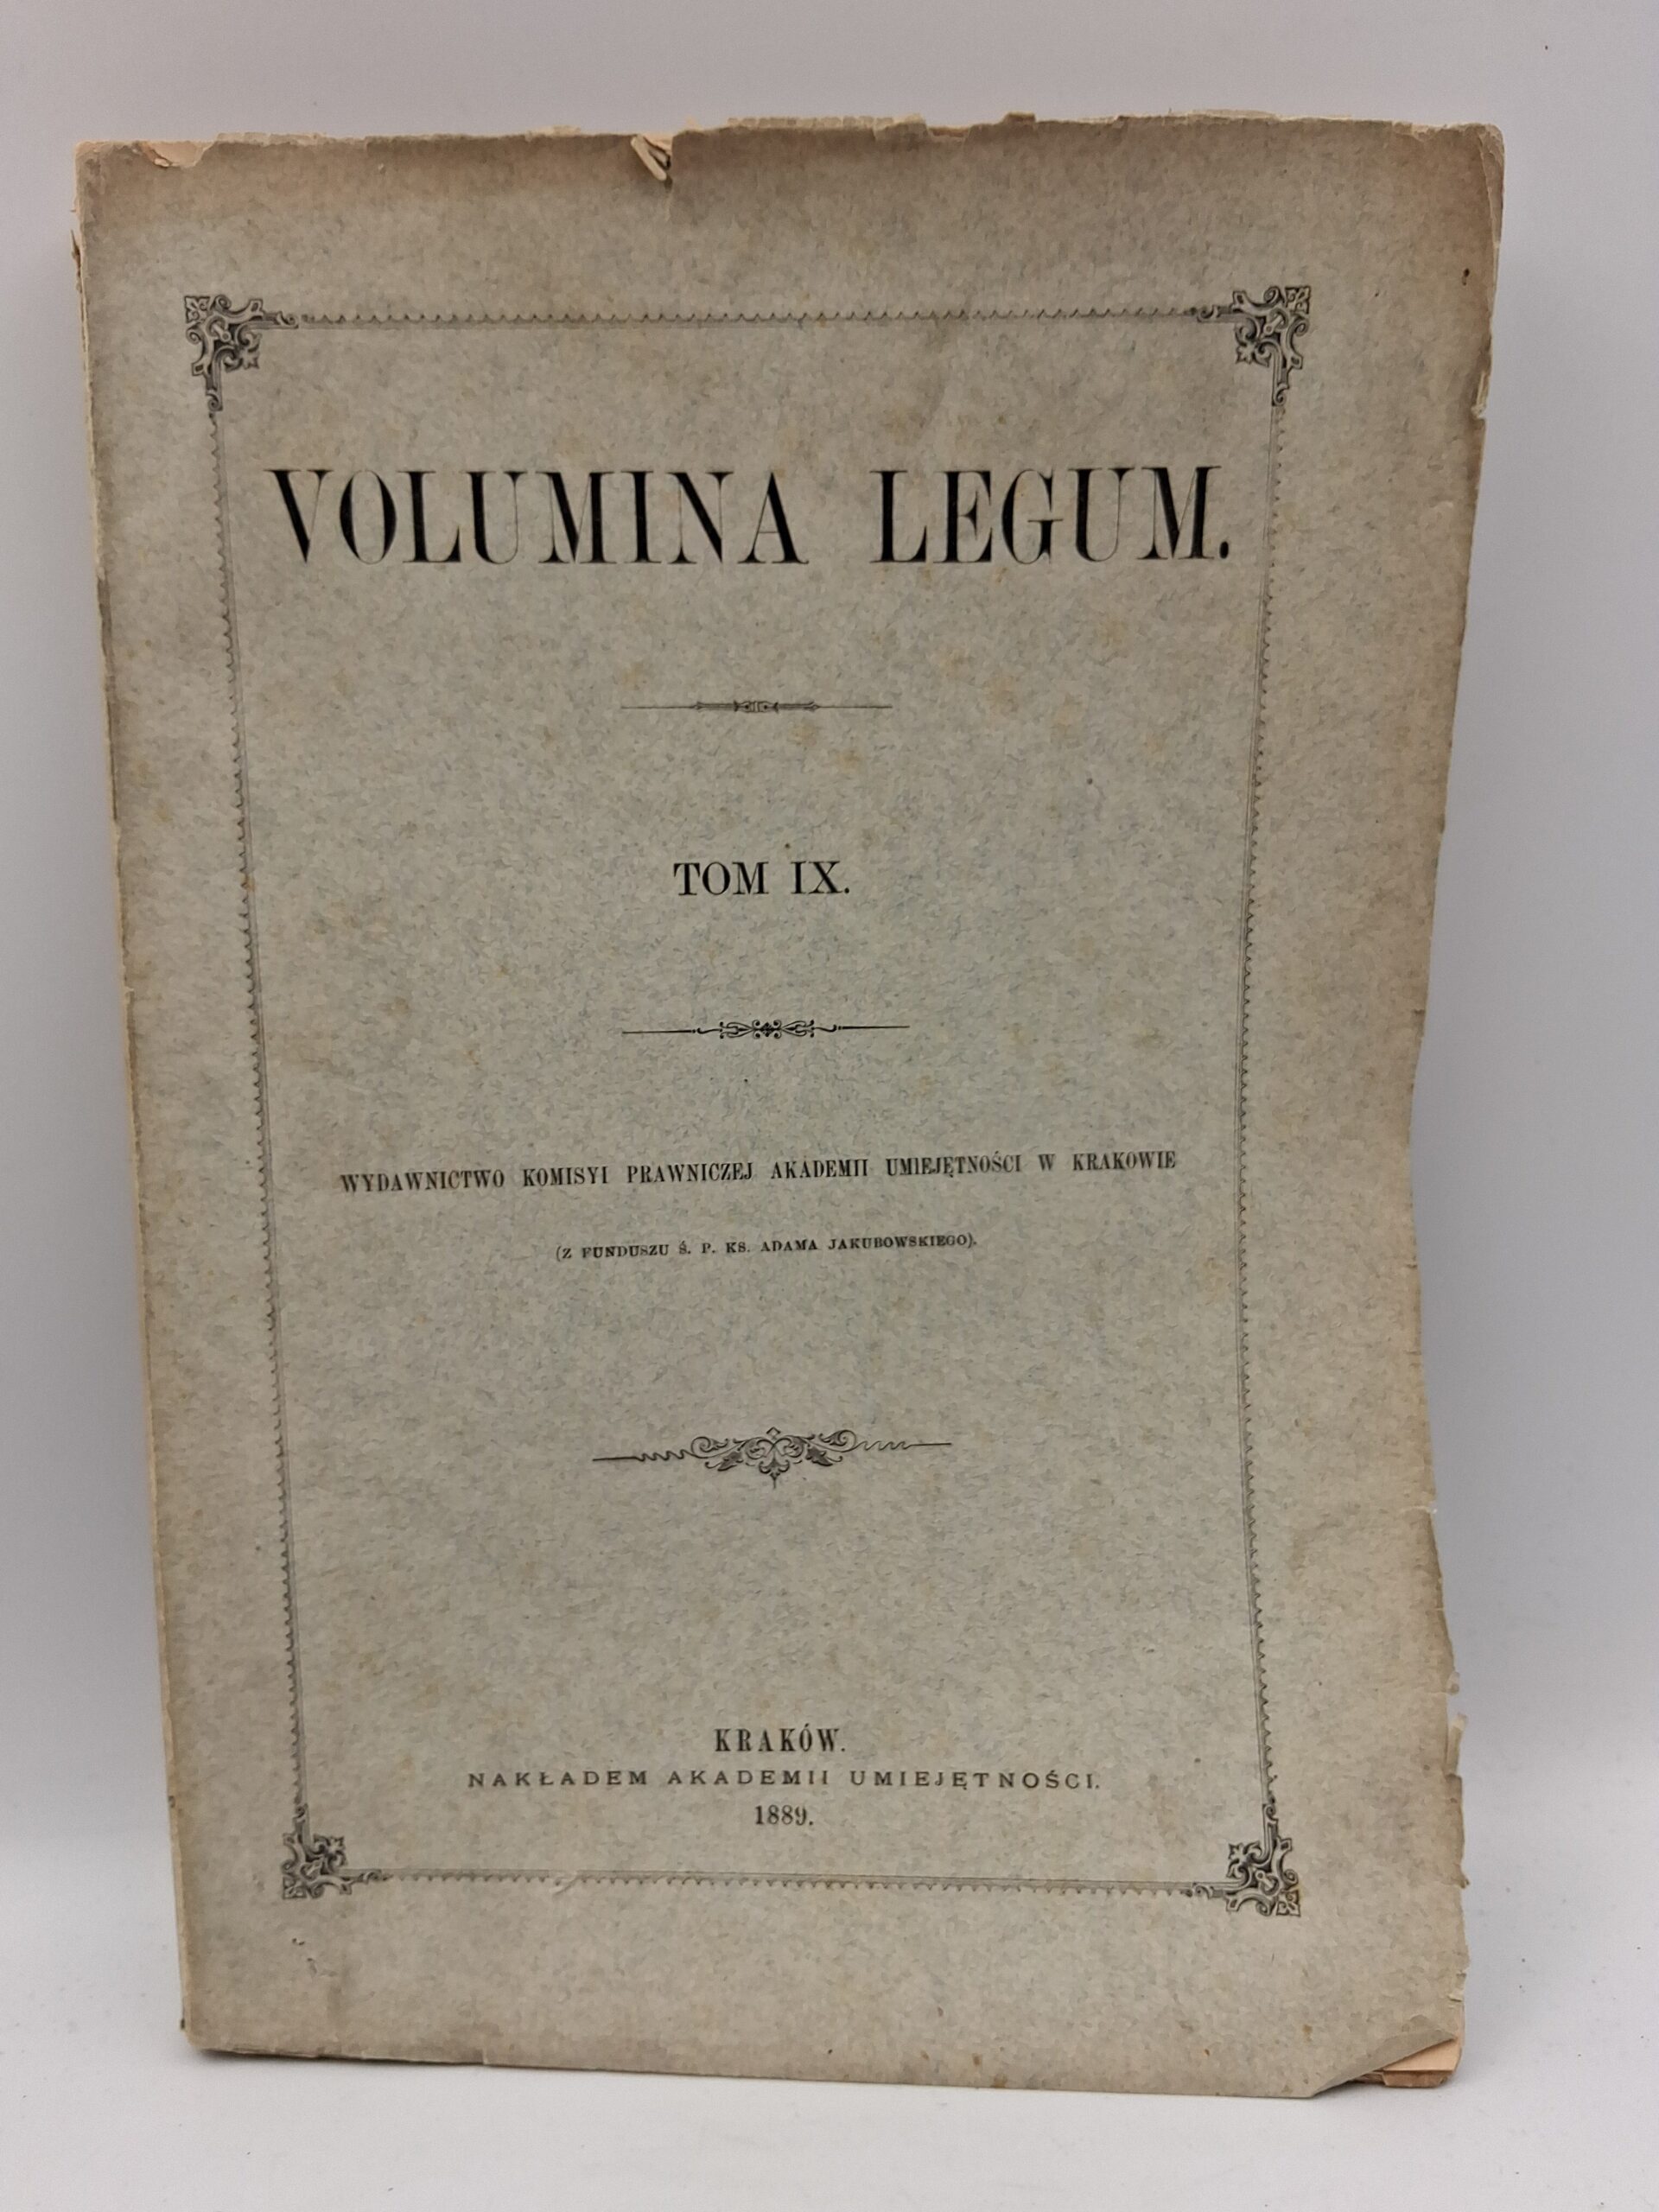 VOLUMINA LEGUM.
TOM IX.
WYDAWNICTWO KOMISYI PRAWNICZEJ AKADEMII UMIEJĘTNOŚCI W KRAKOWIE
(Z FUNDUSZU Ś. P. KS. ADAMA JAKUBOWSKIEGO).
KRAKÓW.
NAKŁADEM AKADEMII UMIEJĘTNOŚCI.
1889.